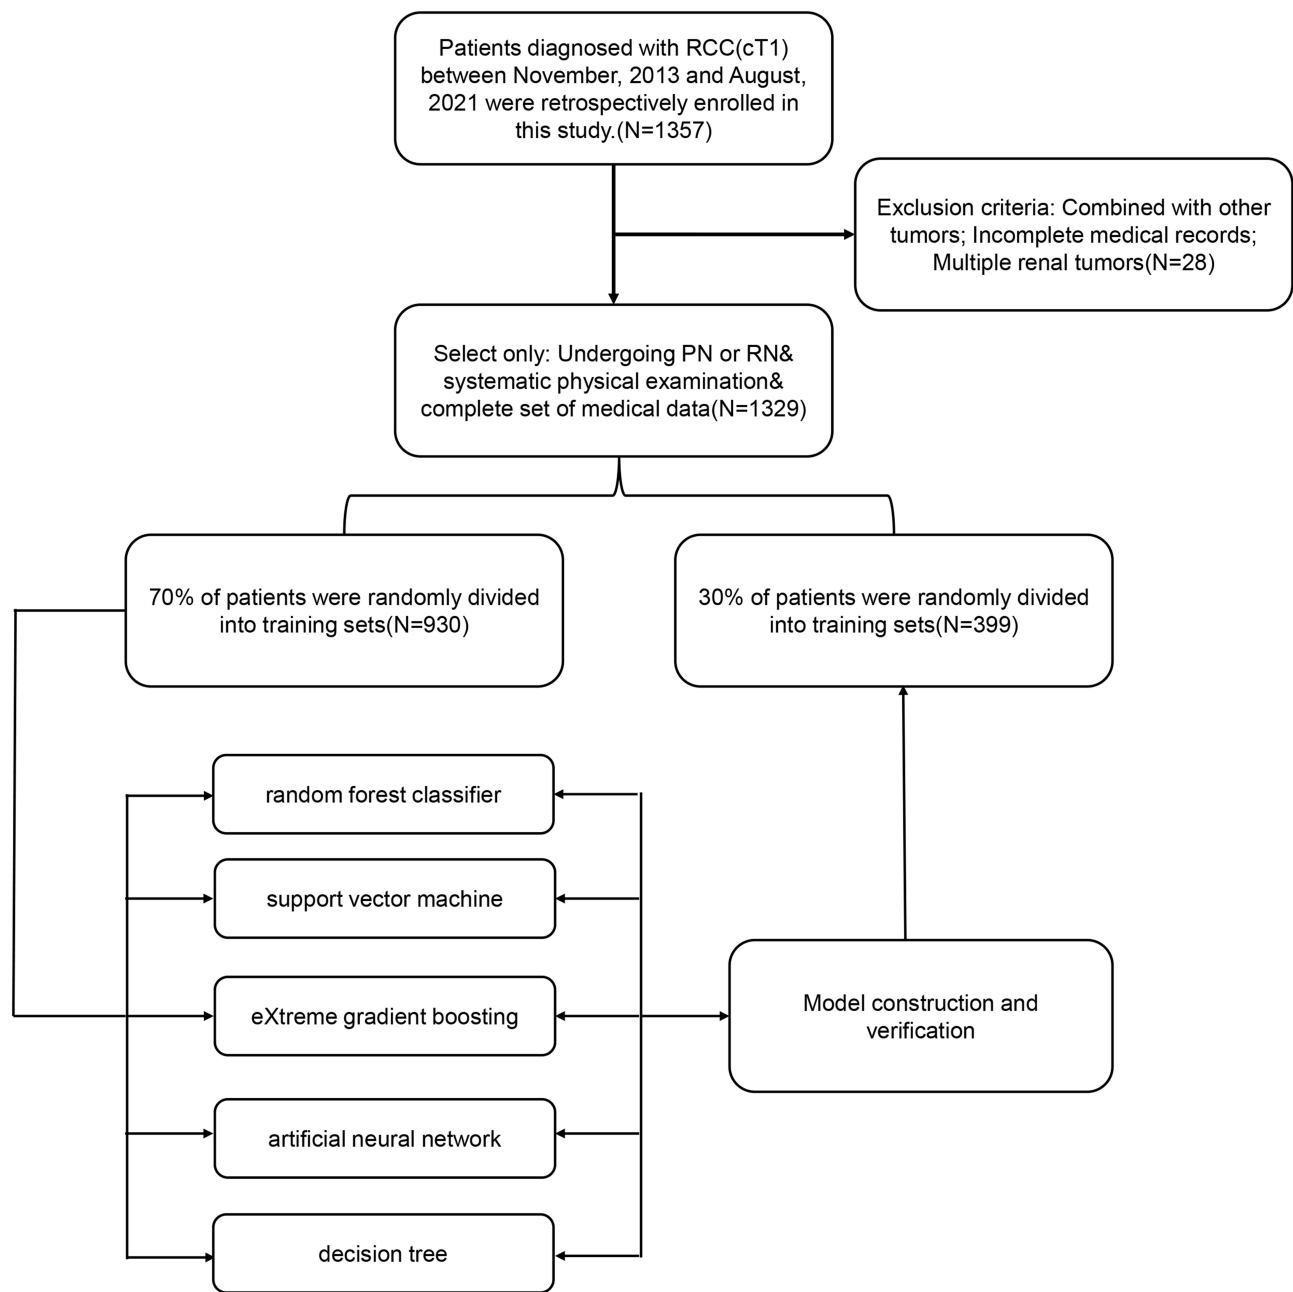 Patients diagnosed with RCC(cT1)
between November, 2013 and August,
2021 were retrospectively enrolled in
this study.(N=1357)
Exclusion criteria: Combined with other
tumors; Incomplete medical records;
Multiple renal tumors(N=28)
Select only: Undergoing PN or RN&
systematic physical examination&
complete set of medical data(N=1329)
70% of patients were randomly divided
into training sets(N=930)
30% of patients were randomly divided
into training sets(N=399)
random forest classifier
support vector machine
eXtreme gradient boosting
artificial neural network
decision tree
Model construction and
verification